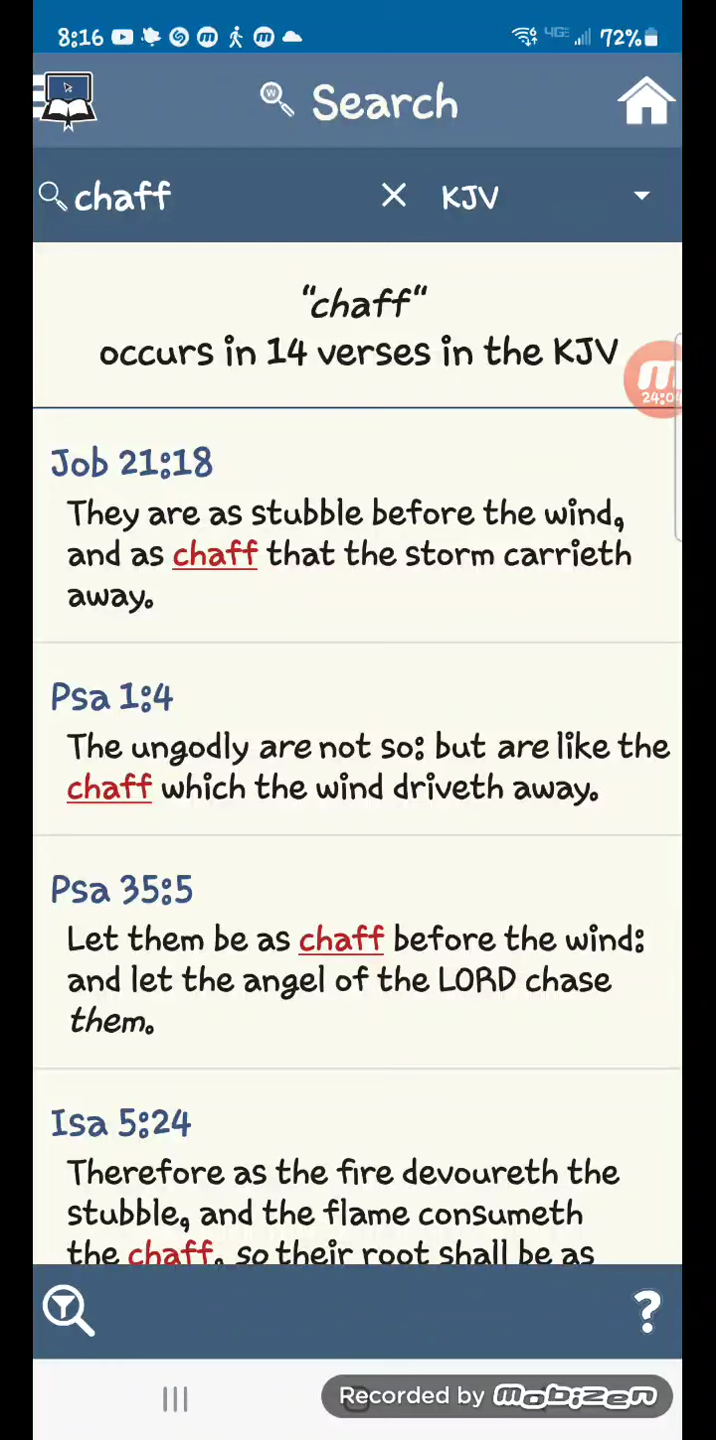 8:16 72%
Search
chaff KJV
"chaff"
occurs in 14 verses in the KJV
24:04
Job 21:18
They are as stubble before the wind,
and as chaff that the storm carrieth
away.
Psa 1:4
The ungodly are not so: but are like the
chaff which the wind driveth away.
Psa 35:5
Let them be as chaff before the wind:
and let the angel of the LORD chase
them.
Isa 5:24
Therefore as the fire devoureth the
stubble, and the flame consumeth
the chaff, so their root shall be as
?
Recorded by mobizen